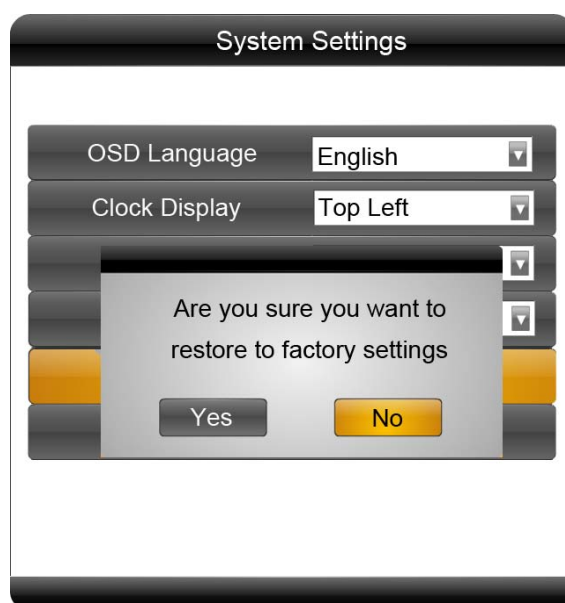 System Settings
OSD Language English
Clock Display Top Left
Are you sure you want to
restore to factory settings
Yes No